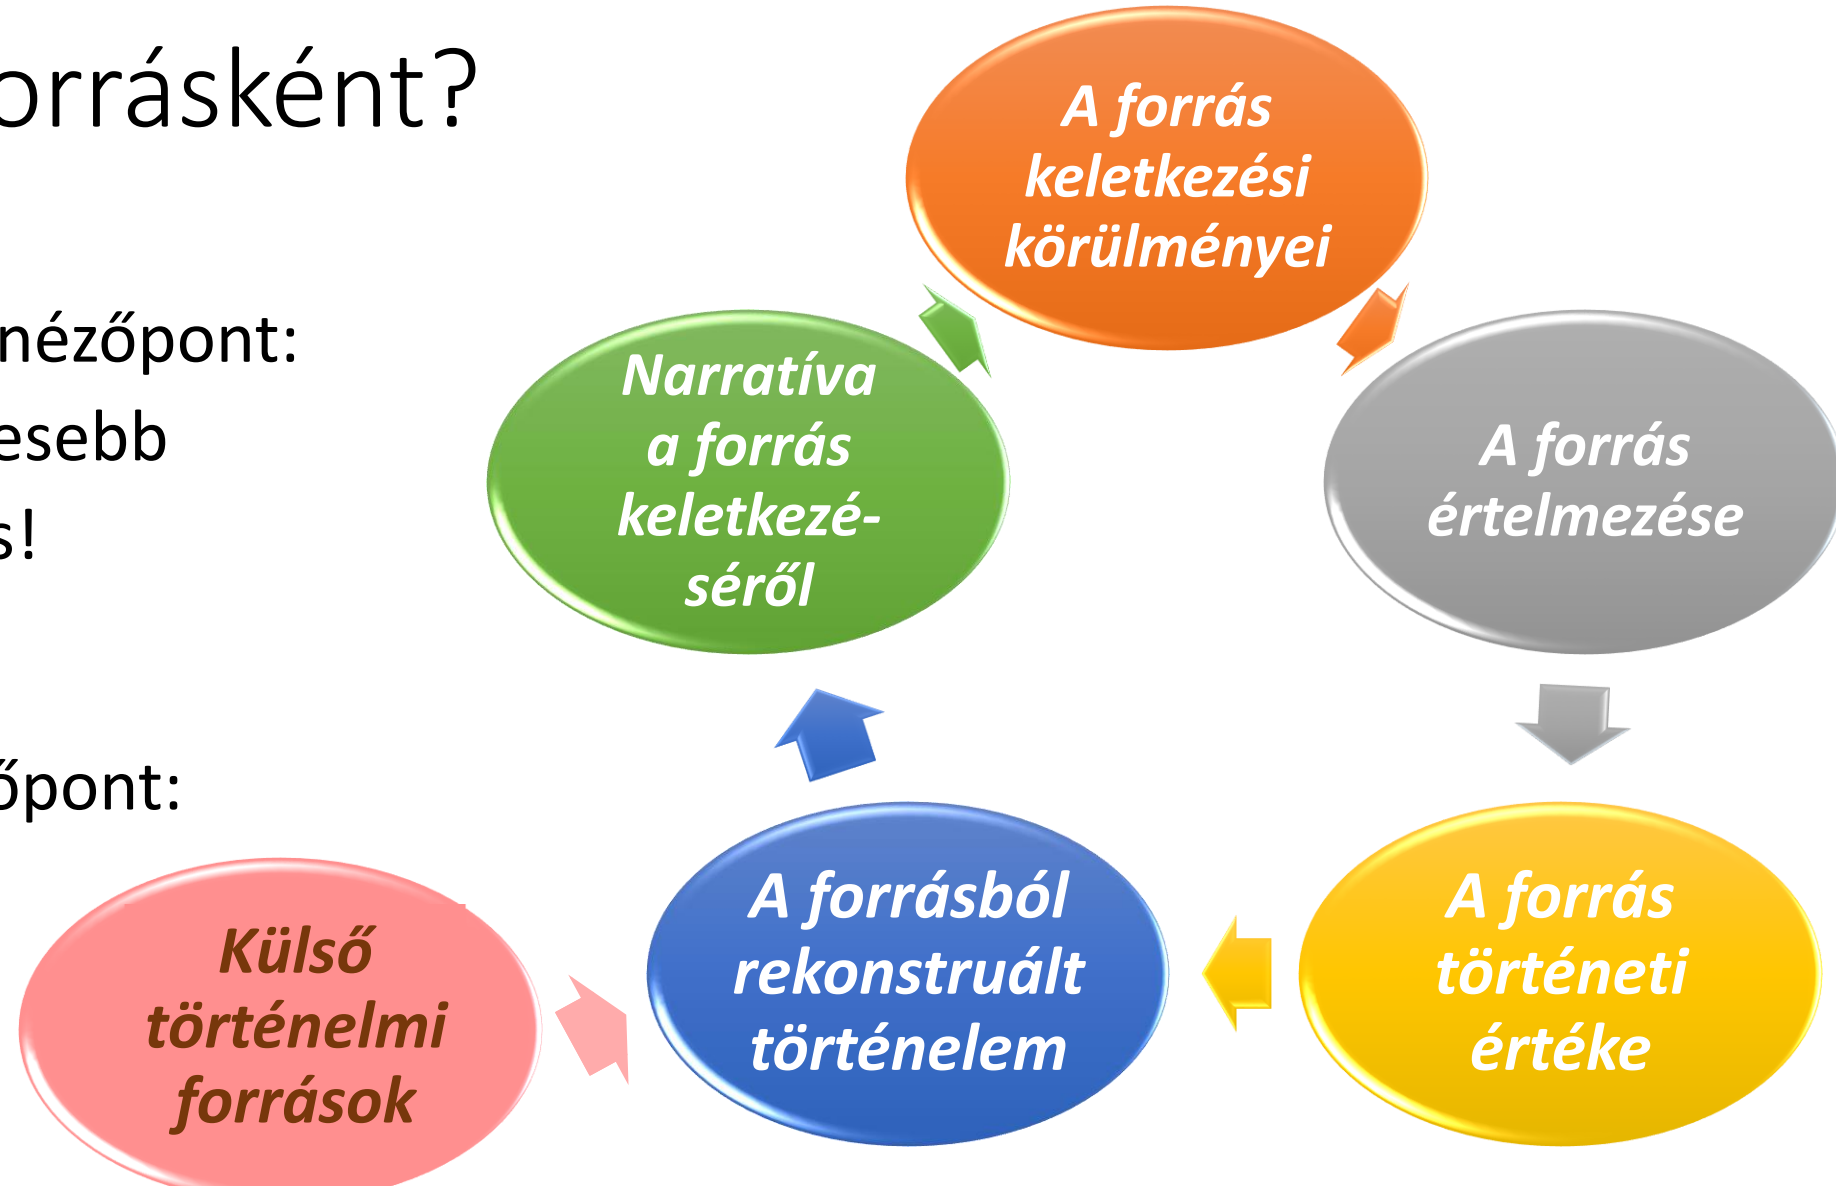 orrásként?
nézőpont:
esebb
s!
őpont:
A forrás
keletkezési
körülményei
A forrás
értelmezése
A forrás
történeti
értéke
A forrásból
rekonstruált
történelem
Narratíva
a forrás
keletkezé-
séről
Külső
történelmi
források